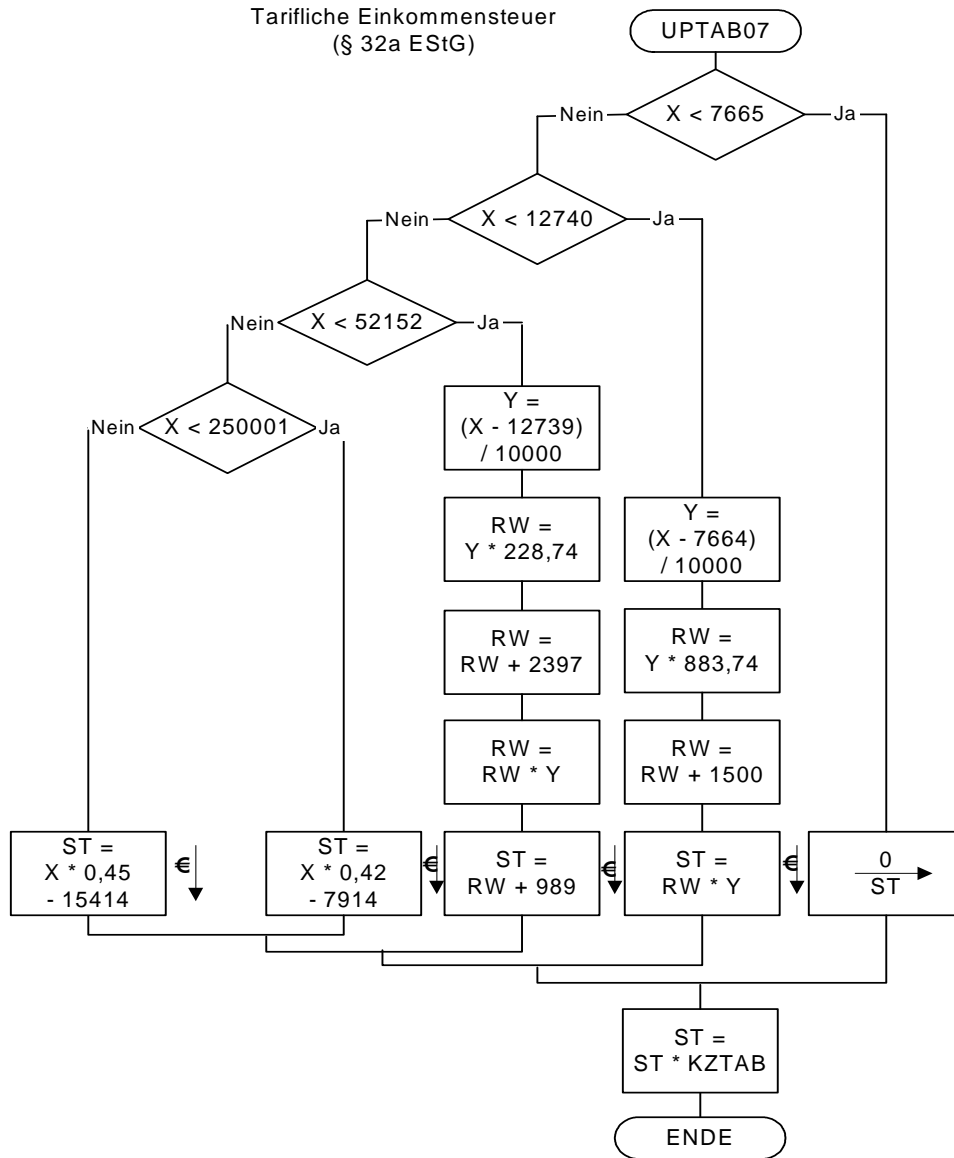 Tarifliche Einkommensteuer
(§ 32a EStG)
UPTAB07
X < 7665
Nein
Ja
X < 12740
Nein
Ja
X < 52152
Nein
Ja
X < 250001
Nein
Ja
Y =
(X - 12739)
/ 10000
RW =
Y * 228,74
RW =
RW + 2397
RW =
RW * Y
Y =
(X - 7664)
/ 10000
RW =
Y * 883,74
RW =
RW + 1500
ST =
X * 0,45
- 15414
€
ST =
X * 0,42
- 7914
€
ST =
RW + 989
€
ST =
RW * Y
€
0
ST
ST =
ST * KZTAB
ENDE